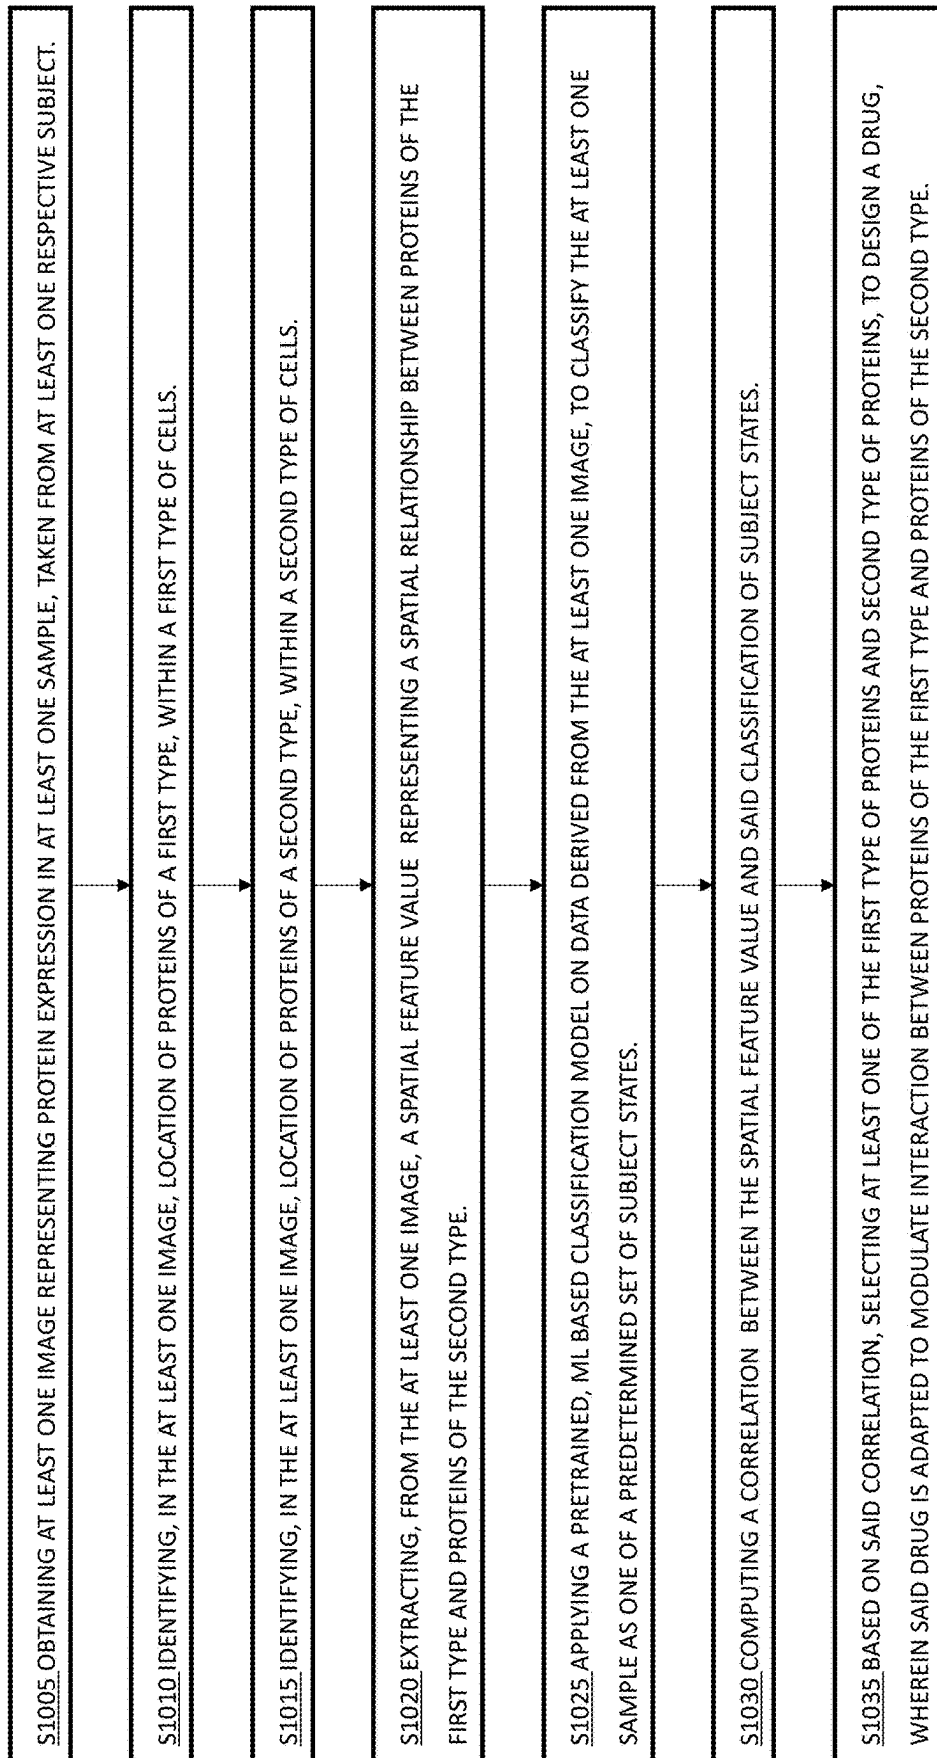 S1005 OBTAINING AT LEAST ONE IMAGE REPRESENTING PROTEIN EXPRESSION IN AT LEAST ONE SAMPLE, TAKEN FROM AT LEAST ONE RESPECTIVE SUBJECT.
S1010 IDENTIFYING, IN THE AT LEAST ONE IMAGE, LOCATION OF PROTEINS OF A FIRST TYPE, WITHIN A FIRST TYPE OF CELLS.
S1015 IDENTIFYING, IN THE AT LEAST ONE IMAGE, LOCATION OF PROTEINS OF A SECOND TYPE, WITHIN A SECOND TYPE OF CELLS.
S1020 EXTRACTING, FROM THE AT LEAST ONE IMAGE, A SPATIAL FEATURE VALUE REPRESENTING A SPATIAL RELATIONSHIP BETWEEN PROTEINS OF THE
FIRST TYPE AND PROTEINS OF THE SECOND TYPE.
S1025 APPLYING A PRETRAINED, ML BASED CLASSIFICATION MODEL ON DATA DERIVED FROM THE AT LEAST ONE IMAGE, TO CLASSIFY THE AT LEAST ONE
SAMPLE AS ONE OF A PREDETERMINED SET OF SUBJECT STATES.
S1030 COMPUTING A CORRELATION BETWEEN THE SPATIAL FEATURE VALUE AND SAID CLASSIFICATION OF SUBJECT STATES.
S1035 BASED ON SAID CORRELATION, SELECTING AT LEAST ONE OF THE FIRST TYPE OF PROTEINS AND SECOND TYPE OF PROTEINS, TO DESIGN A DRUG,
WHEREIN SAID DRUG IS ADAPTED TO MODULATE INTERACTION BETWEEN PROTEINS OF THE FIRST TYPE AND PROTEINS OF THE SECOND TYPE.